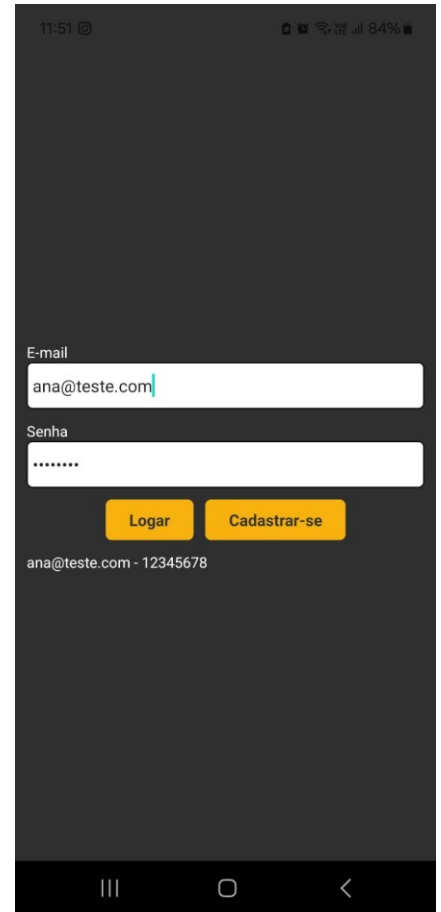 11:51
84%
E-mail
ana@teste.com
Senha
••••••••
Logar Cadastrar-se
ana@teste.com - 12345678